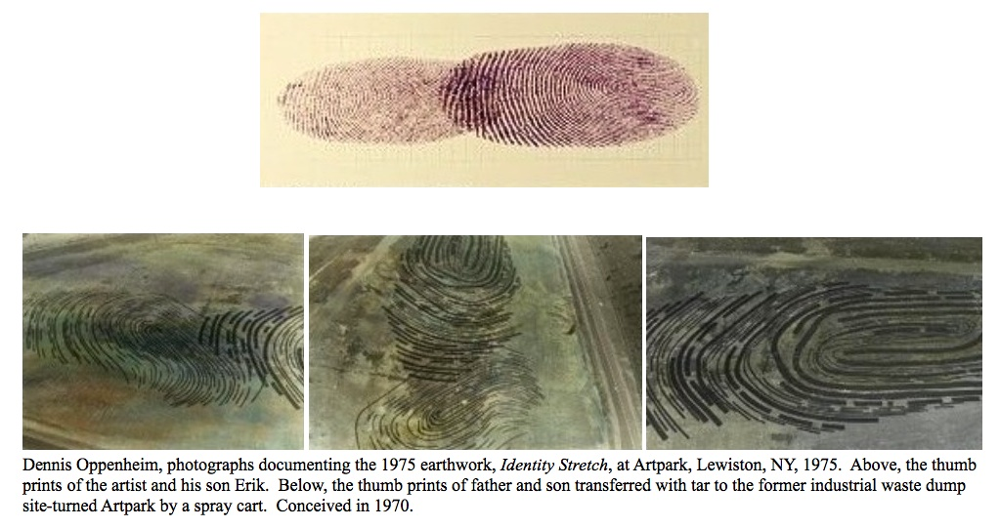 Dennis Oppenheim, photographs documenting the 1975 earthwork, Identity Stretch, at Artpark, Lewiston, NY, 1975.  Above, the thumb
prints of the artist and his son Erik.  Below, the thumb prints of father and son transferred with tar to the former industrial waste dump
site-turned Artpark by a spray cart.  Conceived in 1970.